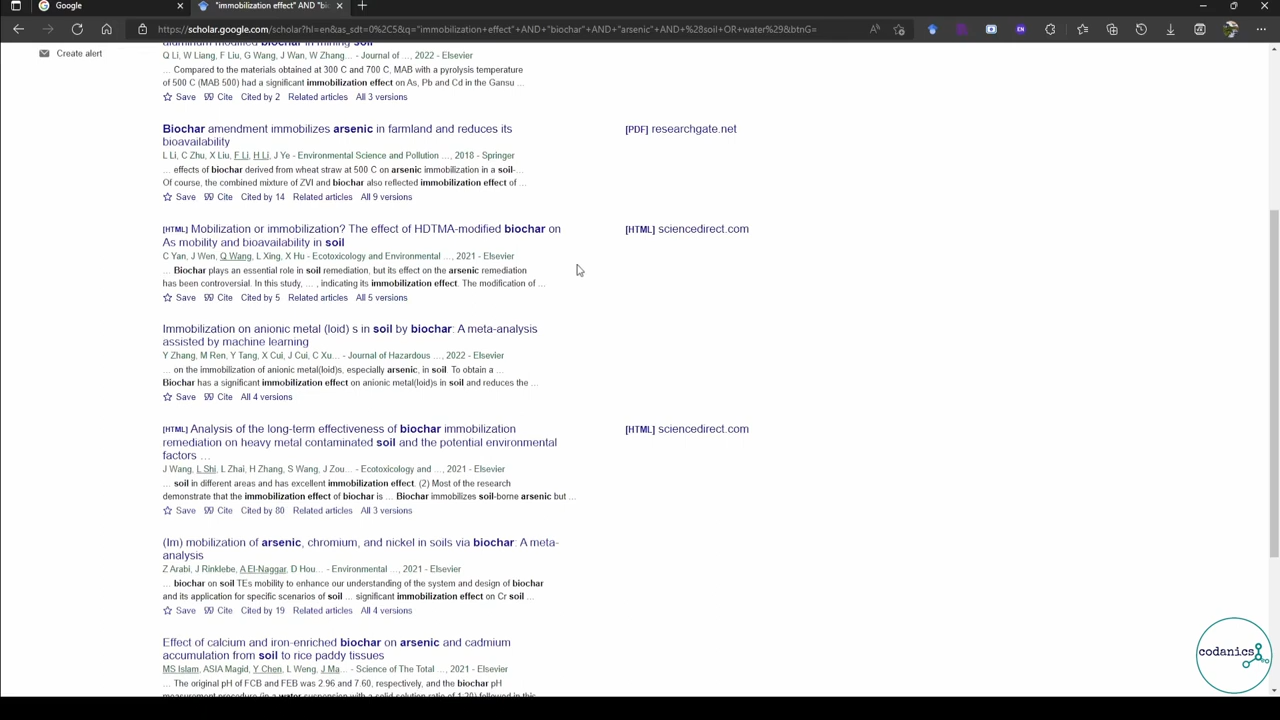 Google
"immobilization effect" AND "bio
https://scholar.google.com/scholar?hl=en&as_sdt=0%2C5&q="immobilization+effect"+AND+"biochar"+AND+"arsenic"+AND+%28soil+OR+water%29&btnG=
Create alert
aluminum modified biochar in mining soil
Q Li, W Liang, F Liu, G Wang, J Wan, W Zhang… - Journal of …, 2022 - Elsevier
… Compared to the materials obtained at 300 C and 700 C, MAB with a pyrolysis temperature
of 500 C (MAB 500) had a significant immobilization effect on As, Pb and Cd in the Gansu …
Save Cite Cited by 2 Related articles All 3 versions
Biochar amendment immobilizes arsenic in farmland and reduces its
bioavailability
[PDF] researchgate.net
L Li, C Zhu, X Liu, F Li, H Li, J Ye - Environmental Science and Pollution …, 2018 - Springer
… effects of biochar derived from wheat straw at 500 C on arsenic immobilization in a soil-…
Of course, the combined mixture of ZVI and biochar also reflected immobilization effect of …
Save Cite Cited by 14 Related articles All 9 versions
[HTML] Mobilization or immobilization? The effect of HDTMA-modified biochar on
As mobility and bioavailability in soil
[HTML] sciencedirect.com
C Yan, J Wen, Q Wang, L Xing, X Hu - Ecotoxicology and Environmental …, 2021 - Elsevier
… Biochar plays an essential role in soil remediation, but its effect on the arsenic remediation
has been controversial. In this study, … , indicating its immobilization effect. The modification of …
Save Cite Cited by 5 Related articles All 5 versions
Immobilization on anionic metal (loid) s in soil by biochar: A meta-analysis
assisted by machine learning
Y Zhang, M Ren, Y Tang, X Cui, J Cui, C Xu… - Journal of Hazardous …, 2022 - Elsevier
… on the immobilization of anionic metal(loid)s, especially arsenic, in soil. To obtain a …
Biochar has a significant immobilization effect on anionic metal(loid)s in soil and reduces the …
Save Cite All 4 versions
[HTML] Analysis of the long-term effectiveness of biochar immobilization
remediation on heavy metal contaminated soil and the potential environmental
factors …
[HTML] sciencedirect.com
J Wang, L Shi, L Zhai, H Zhang, S Wang, J Zou… - Ecotoxicology and …, 2021 - Elsevier
… soil in different areas and has excellent immobilization effect. (2) Most of the research
demonstrate that the immobilization effect of biochar is … Biochar immobilizes soil-borne arsenic but …
Save Cite Cited by 80 Related articles All 3 versions
(Im) mobilization of arsenic, chromium, and nickel in soils via biochar: A meta-
analysis
Z Arabi, J Rinklebe, A El-Naggar, D Hou… - Environmental …, 2021 - Elsevier
… biochar on soil TEs mobility to enhance our understanding of the system and design of biochar
and its application for specific scenarios of soil … significant immobilization effect on Cr soil …
Save Cite Cited by 19 Related articles All 4 versions
Effect of calcium and iron-enriched biochar on arsenic and cadmium
accumulation from soil to rice paddy tissues
MS Islam, ASIA Magid, Y Chen, L Weng, J Ma… - Science of The Total …, 2021 - Elsevier
… The original pH of FCB and FEB was 2.96 and 7.60, respectively, and the biochar pH
measurement procedure (in a water suspension with a solid solution ratio of 1:20) followed in this
codanics